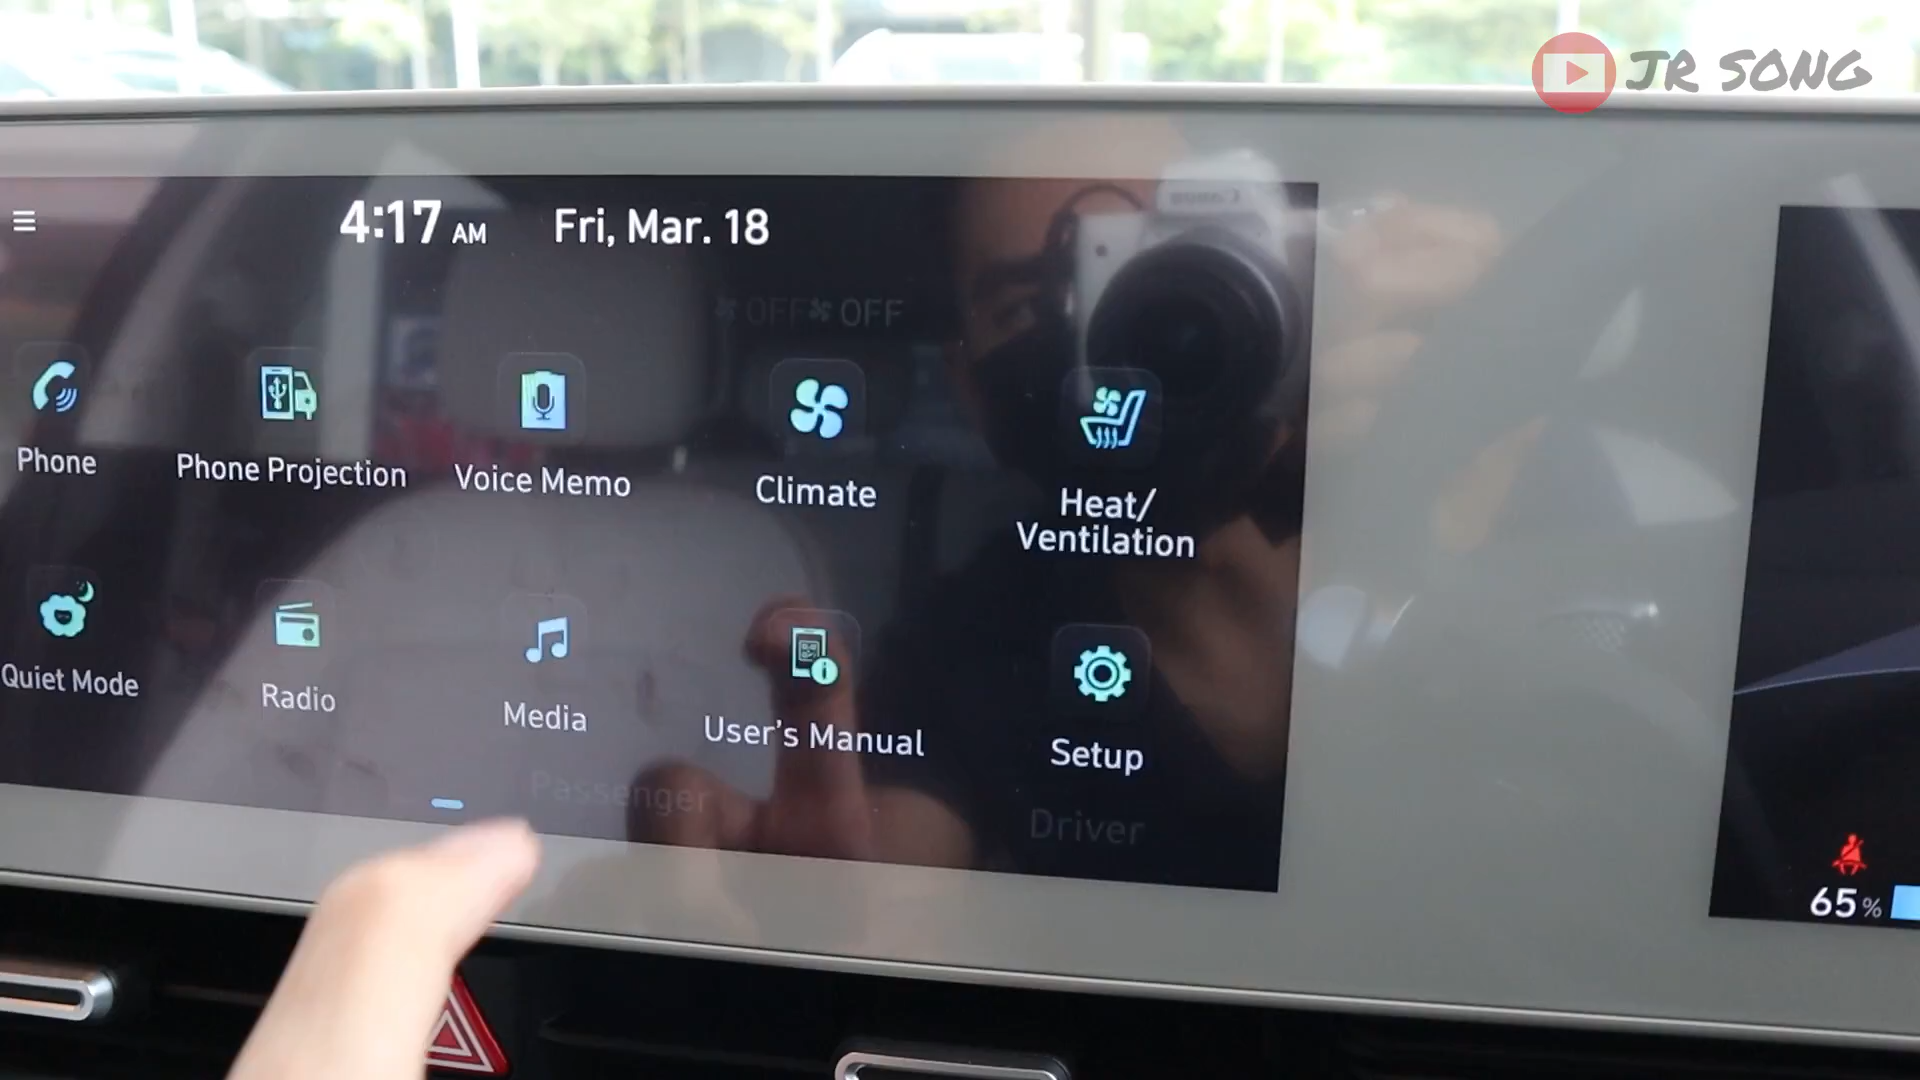 JR SONG
Canon
4:17 AM Fri, Mar. 18
OFF OFF
Phone
Phone Projection
Voice Memo
Climate
Heat/
Ventilation
Quiet Mode
Radio
Media
User's Manual
Setup
Passenger
Driver
65%